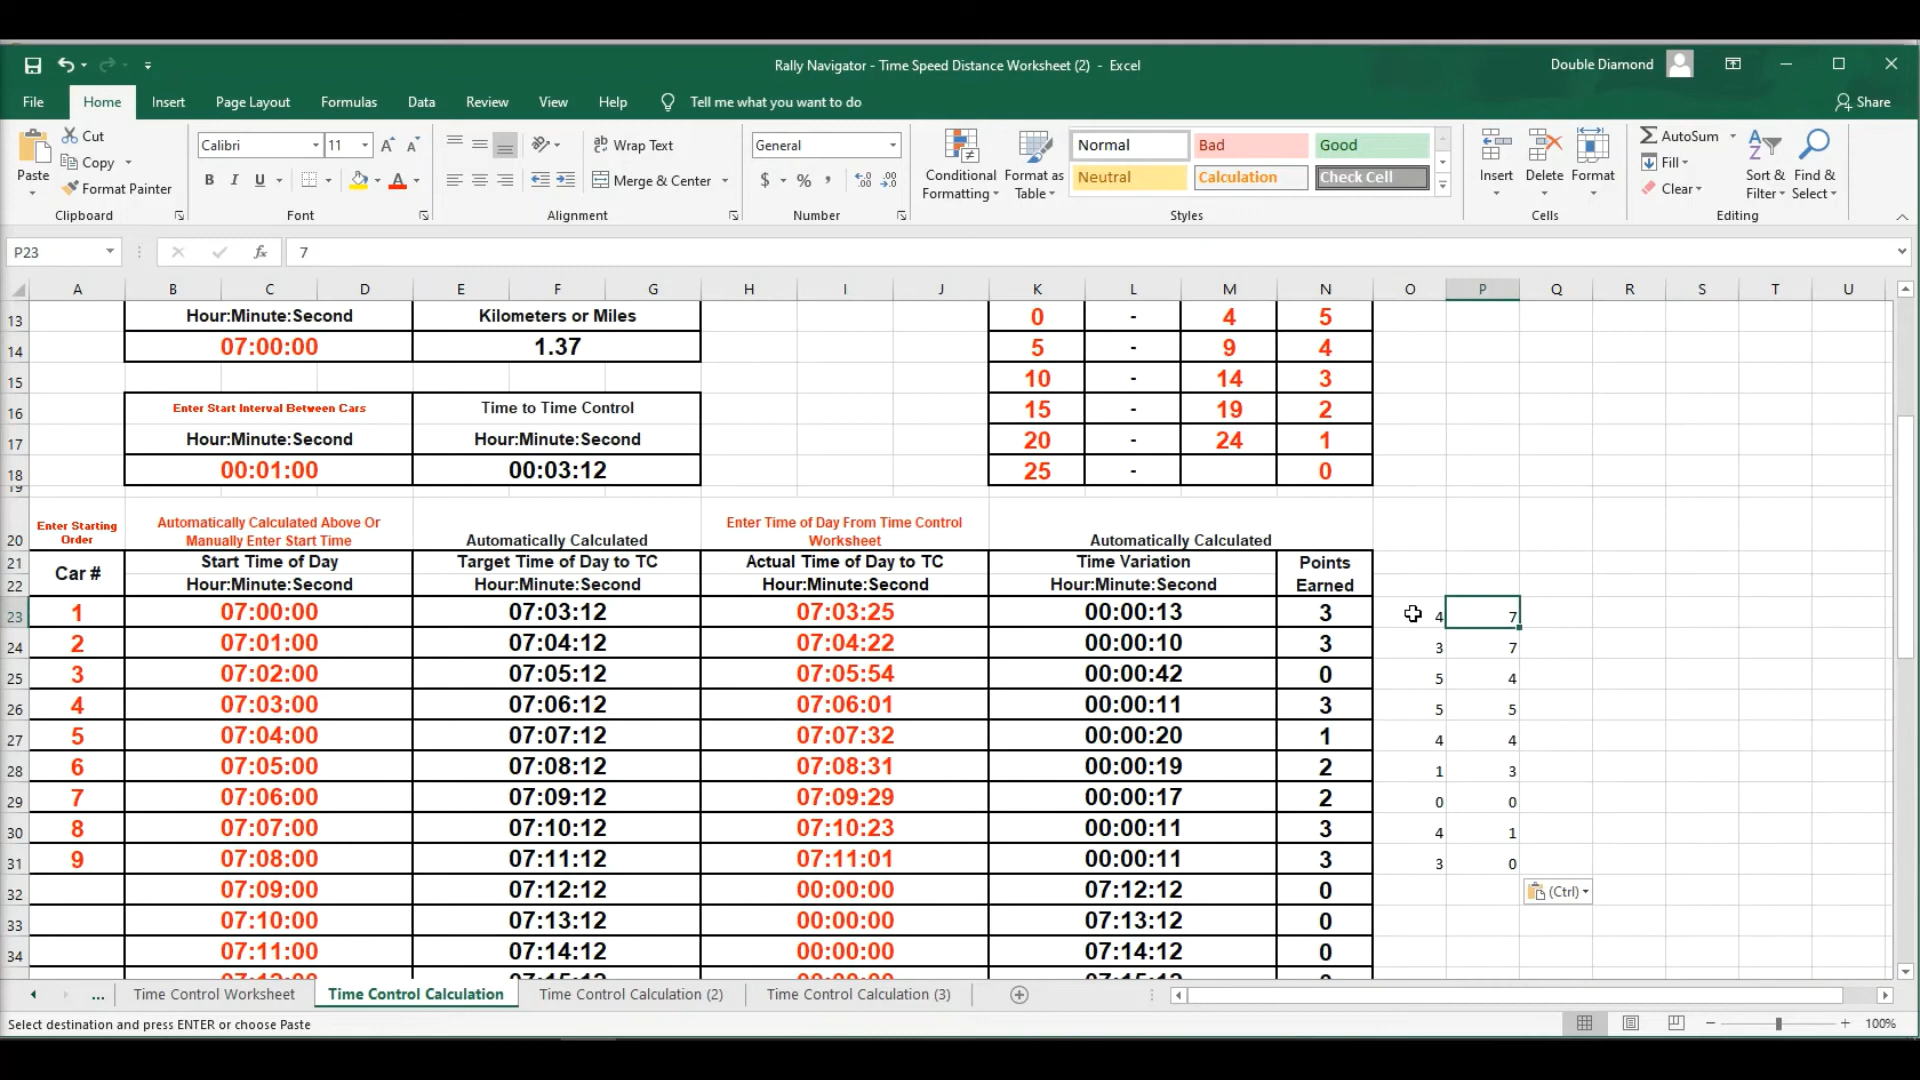 Rally Navigator - Time Speed Distance Worksheet (2) - Excel
Double Diamond
File Home Insert Page Layout Formulas Data Review View Help Tell me what you want to do Share
Paste Cut Copy Format Painter Clipboard
Calibri 11 A A B I U A Font
Wrap Text Merge & Center Alignment
General $ % , Number
Conditional Formatting Format as Table
Normal Bad Good
Neutral Calculation Check Cell
Styles
Insert Delete Format Cells
AutoSum Fill Clear Sort & Filter Find & Select Editing
P23 fx 7
A B C D E F G H I J K L M N O P Q R S T U
13 Hour:Minute:Second Kilometers or Miles 0 - 4 5
14 07:00:00 1.37 5 - 9 4
15 10 - 14 3
16 Enter Start Interval Between Cars Time to Time Control 15 - 19 2
17 Hour:Minute:Second Hour:Minute:Second 20 - 24 1
18 00:01:00 00:03:12 25 - 0
19
20 Enter Starting Order Automatically Calculated Above Or Manually Enter Start Time Automatically Calculated Enter Time of Day From Time Control Worksheet Automatically Calculated
21 Car # Start Time of Day Target Time of Day to TC Actual Time of Day to TC Time Variation Points
22 Hour:Minute:Second Hour:Minute:Second Hour:Minute:Second Hour:Minute:Second Earned
23 1 07:00:00 07:03:12 07:03:25 00:00:13 3 4 7
24 2 07:01:00 07:04:12 07:04:22 00:00:10 3 3 7
25 3 07:02:00 07:05:12 07:05:54 00:00:42 0 5 4
26 4 07:03:00 07:06:12 07:06:01 00:00:11 3 5 5
27 5 07:04:00 07:07:12 07:07:32 00:00:20 1 4 4
28 6 07:05:00 07:08:12 07:08:31 00:00:19 2 1 3
29 7 07:06:00 07:09:12 07:09:29 00:00:17 2 0 0
30 8 07:07:00 07:10:12 07:10:23 00:00:11 3 4 1
31 9 07:08:00 07:11:12 07:11:01 00:00:11 3 3 0
32 07:09:00 07:12:12 00:00:00 07:12:12 0 (Ctrl)
33 07:10:00 07:13:12 00:00:00 07:13:12 0
34 07:11:00 07:14:12 00:00:00 07:14:12 0
... Time Control Worksheet Time Control Calculation Time Control Calculation (2) Time Control Calculation (3)
Select destination and press ENTER or choose Paste 100%